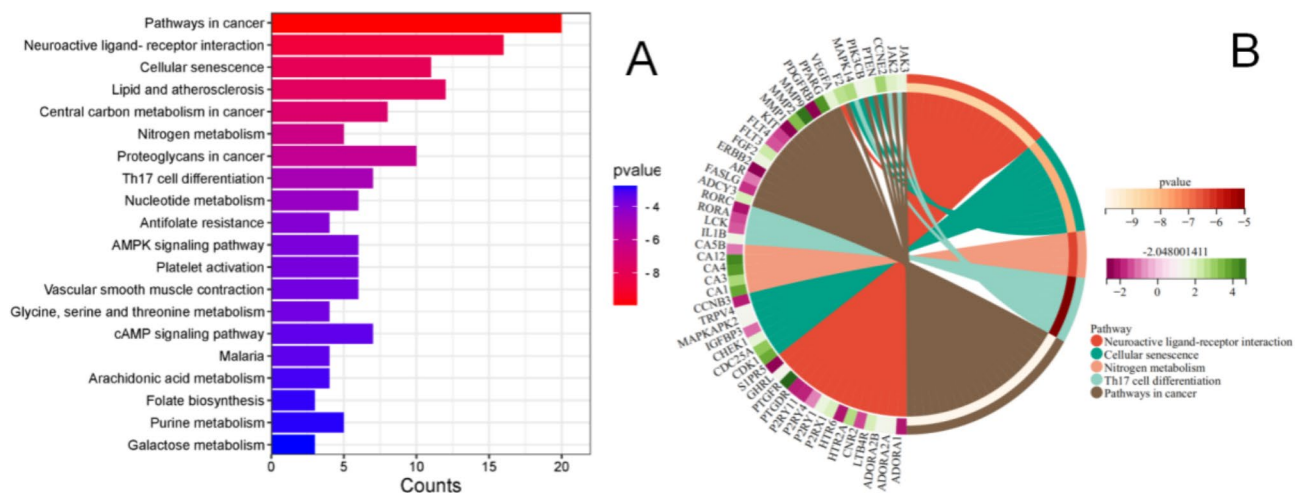 Pathways in cancer
Neuroactive ligand- receptor interaction
Cellular senescence
Lipid and atherosclerosis
Central carbon metabolism in cancer
Nitrogen metabolism
Proteoglycans in cancer
Th17 cell differentiation
Nucleotide metabolism
Antifolate resistance
AMPK signaling pathway
Platelet activation
Vascular smooth muscle contraction
Glycine, serine and threonine metabolism
cAMP signaling pathway
Malaria
Arachidonic acid metabolism
Folate biosynthesis
Purine metabolism
Galactose metabolism
0 5 10 15 20
Counts
A
pvalue
- 4
- 6
- 8
B
JAK3
JAK2
CCNE2
PTEN
PIK3CB
MAPK14
F2
VEGFA
PPARG
PDGFRB
MMP9
MMP2
MMP1
KIT
FLT4
FLT3
FGF2
ERBB2
AR
FASLG
ADCY3
RORC
RORA
LCK
IL1B
CA5B
CA12
CA4
CA3
CA1
CCNB3
TRPV4
MAPKAPK2
IGFBP3
CHEK1
CDC25A
CDK1
S1PR5
GHRL
PTGFR
PTGDR
P2RY11
P2RY4
P2RY1
P2RX1
HTR6
HTR2A
CNR2
LTB4R
ADORA2B
ADORA2A
ADORA1
pvalue
−9 −8 −7 −6 −5
-2.048001411
−2 0 2 4
Pathway
Neuroactive ligand-receptor interaction
Cellular senescence
Nitrogen metabolism
Th17 cell differentiation
Pathways in cancer